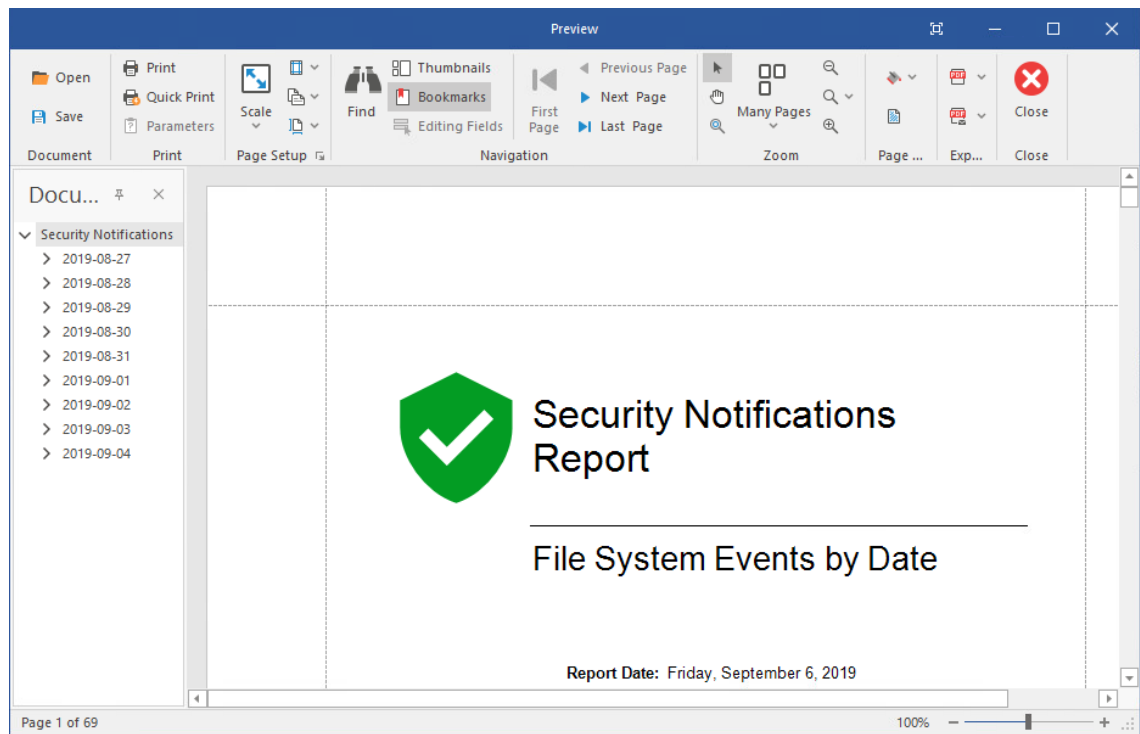 Preview
Open
Save
Document
Print
Quick Print
Parameters
Print
Scale
Page Setup
Find
Thumbnails
Bookmarks
Editing Fields
First
Page
Previous Page
Next Page
Last Page
Navigation
Many Pages
Zoom
Page ...
PDF
PDF
Exp...
Close
Close
Docu...
Security Notifications
2019-08-27
2019-08-28
2019-08-29
2019-08-30
2019-08-31
2019-09-01
2019-09-02
2019-09-03
2019-09-04
Security Notifications
Report
File System Events by Date
Report Date: Friday, September 6, 2019
Page 1 of 69
100%